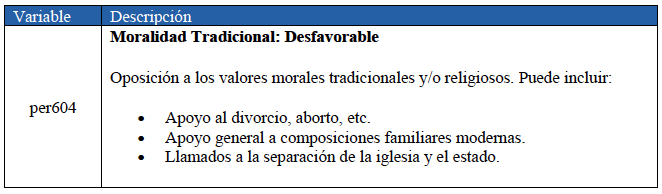 Variable Descripción
Moralidad Tradicional: Desfavorable
Oposición a los valores morales tradicionales y/o religiosos. Puede incluir:
per604
• Apoyo al divorcio, aborto, etc.
• Apoyo general a composiciones familiares modernas.
• Llamados a la separación de la iglesia y el estado.